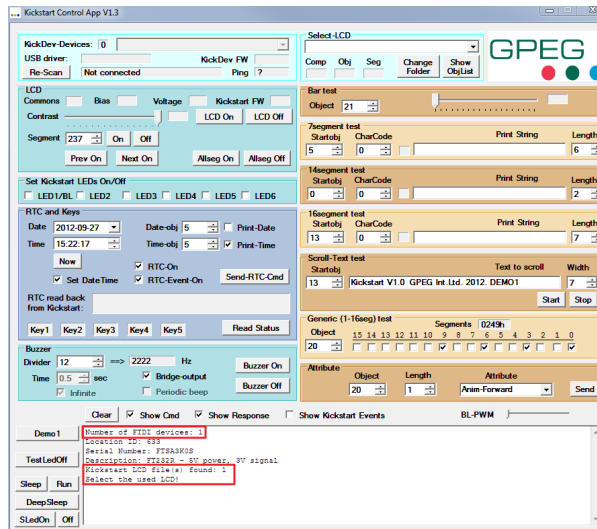 Kickstart Control App V1.3
KickDev-Devices: 0
USB driver:
KickDev FW
Re-Scan Not connected Ping ?
Select-LCD
Comp Obj Seg Change Folder Show ObjList
GPEG
LCD
Commons Bias Voltage Kickstart FW
Contrast LCD On LCD Off
Segment 237 On Off
Prev On Next On Allseg On Allseg Off
Set Kickstart LEDs On/Off
LED1/BL LED2 LED3 LED4 LED5 LED6
RTC and Keys
Date 2012-09-27 Date-obj 5 Print-Date
Time 15:22:17 Time-obj 5 Print-Time
Now RTC-On
Set DateTime RTC-Event-On Send-RTC-Cmd
RTC read back
from Kickstart:
Key1 Key2 Key3 Key4 Key5 Read Status
Buzzer
Divider 12 ==> 2222 Hz Buzzer On
Time 0.5 sec Bridge-output
Infinite Periodic beep Buzzer Off
Bar test
Object 21
7segment test
Startobj CharCode Print String Length
5 0 6
14segment test
Startobj CharCode Print String Length
0 0 2
16segment test
Startobj CharCode Print String Length
13 0 7
Scroll-Text test
Startobj Text to scroll Width
13 Kickstart V1.0 GPEG Int.Ltd. 2012. DEMO1 7
Start Stop
Generic (1-16seg) test
Object Segments 0249h
20 15 14 13 12 11 10 9 8 7 6 5 4 3 2 1 0
Attribute
Object Length Attribute
20 1 Anim-Forward Send
Clear Show Cmd Show Response Show Kickstart Events BL-PWM
Demo1
TestLedOff
Sleep Run
DeepSleep
SLedOn Off
Number of FTDI devices: 1
Location ID: 633
Serial Number: FTSA3K0S
Description: FT232R - 5V power, 3V signal
Kickstart LCD file(s) found: 1
Select the used LCD!